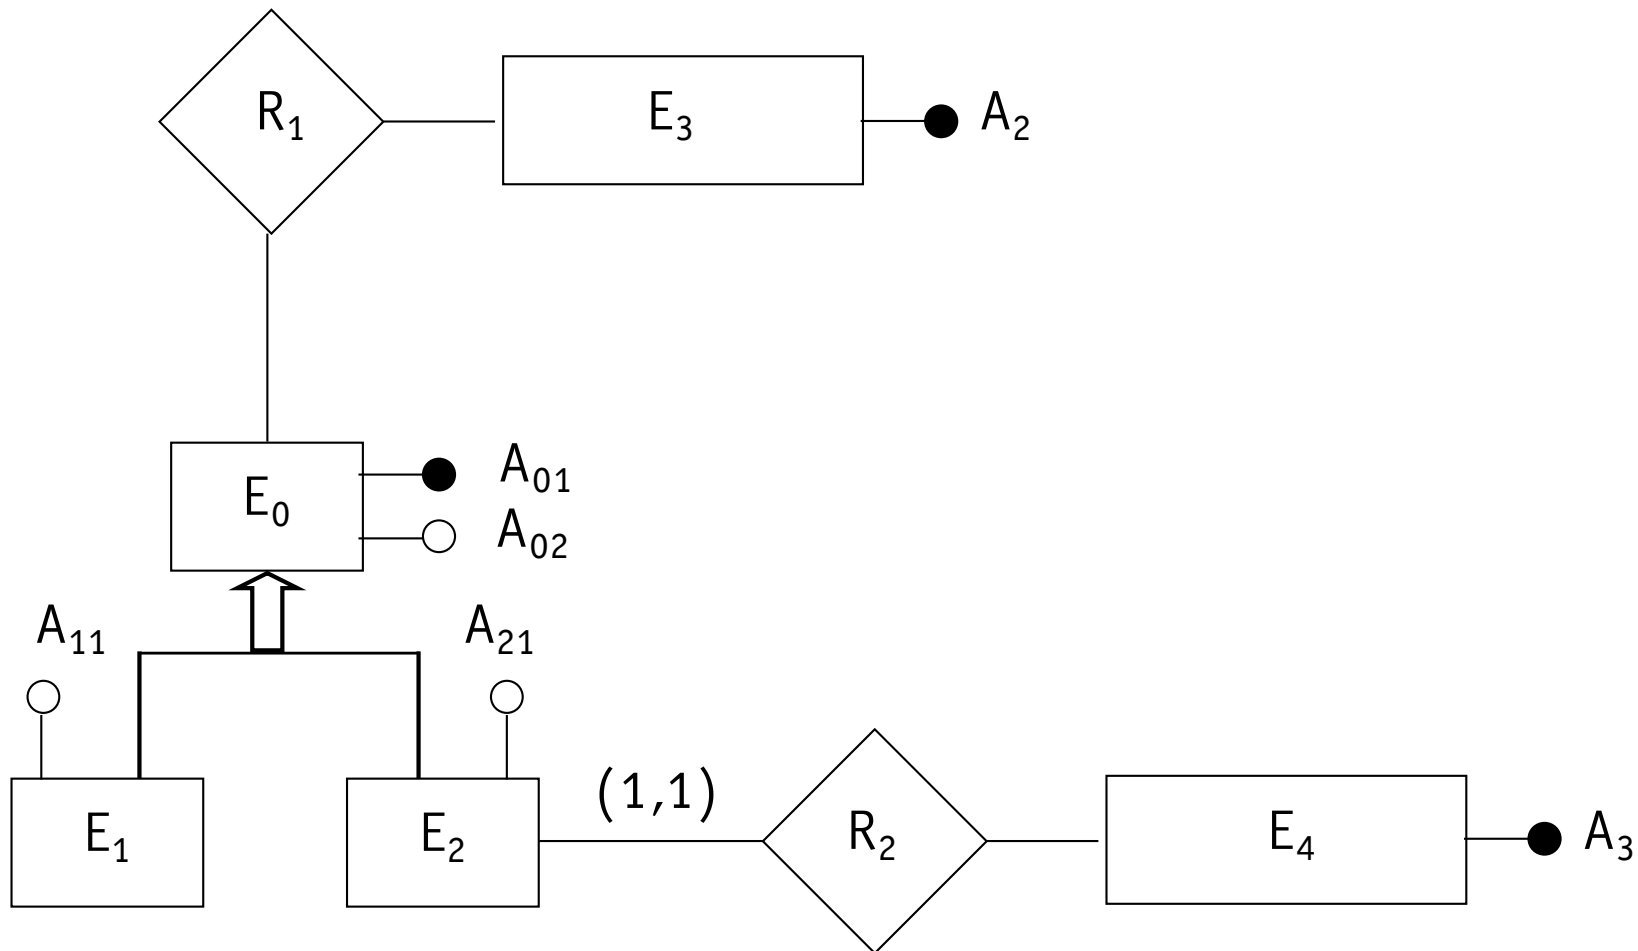 R₁
E₃
A₂
A₀₁
E₀
A₀₂
A₁₁
A₂₁
(1,1)
E₁
E₂
R₂
E₄
A₃